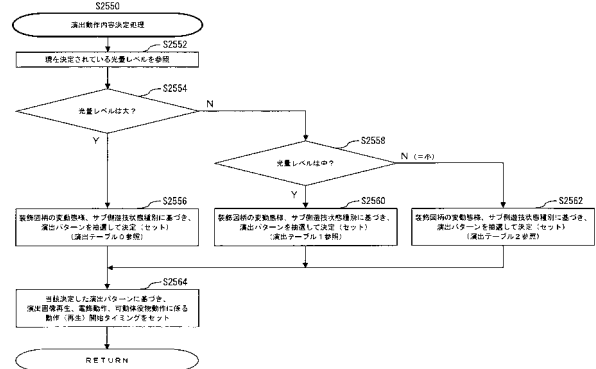 S2550
演出動作内容決定処理
S2552
現在決定されている光量レベルを参照
S2554
光量レベルは大?
N
Y
S2558
光量レベルは中?
N (=小)
Y
S2556
装飾図柄の変動態様、サブ側遊技状態種別に基づき、
演出パターンを抽選して決定(セット)
(演出テーブル0参照)
S2560
装飾図柄の変動態様、サブ側遊技状態種別に基づき、
演出パターンを抽選して決定(セット)
(演出テーブル1参照)
S2562
装飾図柄の変動態様、サブ側遊技状態種別に基づき、
演出パターンを抽選して決定(セット)
(演出テーブル2参照)
S2564
当該決定した演出パターンに基づき、
演出画像再生、電飾動作、可動体役物動作に係る
動作(再生)開始タイミングをセット
RETURN